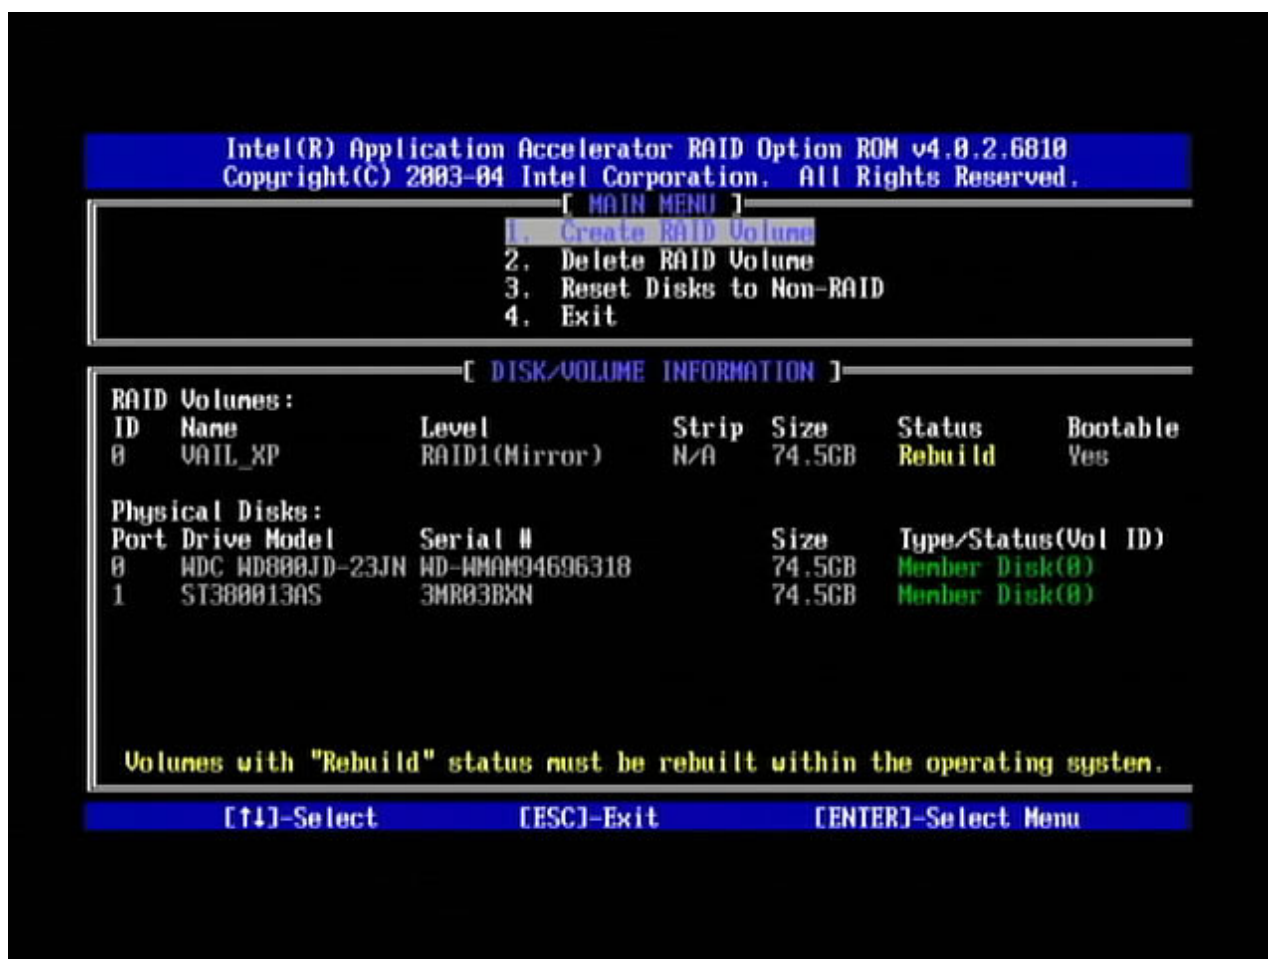 Intel(R) Application Accelerator RAID Option ROM v4.0.2.6810
Copyright(C) 2003-04 Intel Corporation. All Rights Reserved.
[ MAIN MENU ]
1. Create RAID Volume
2. Delete RAID Volume
3. Reset Disks to Non-RAID
4. Exit
[ DISK/VOLUME INFORMATION ]
RAID Volumes:
ID Name Level Strip Size Status Bootable
0 VAIL_XP RAID1(Mirror) N/A 74.5GB Rebuild Yes
Physical Disks:
Port Drive Model Serial # Size Type/Status(Vol ID)
0 WDC WD800JD-23JN WD-WMAM94696318 74.5GB Member Disk(0)
1 ST380013AS 3MR03BXN 74.5GB Member Disk(0)
Volumes with "Rebuild" status must be rebuilt within the operating system.
[↑↓]-Select [ESC]-Exit [ENTER]-Select Menu